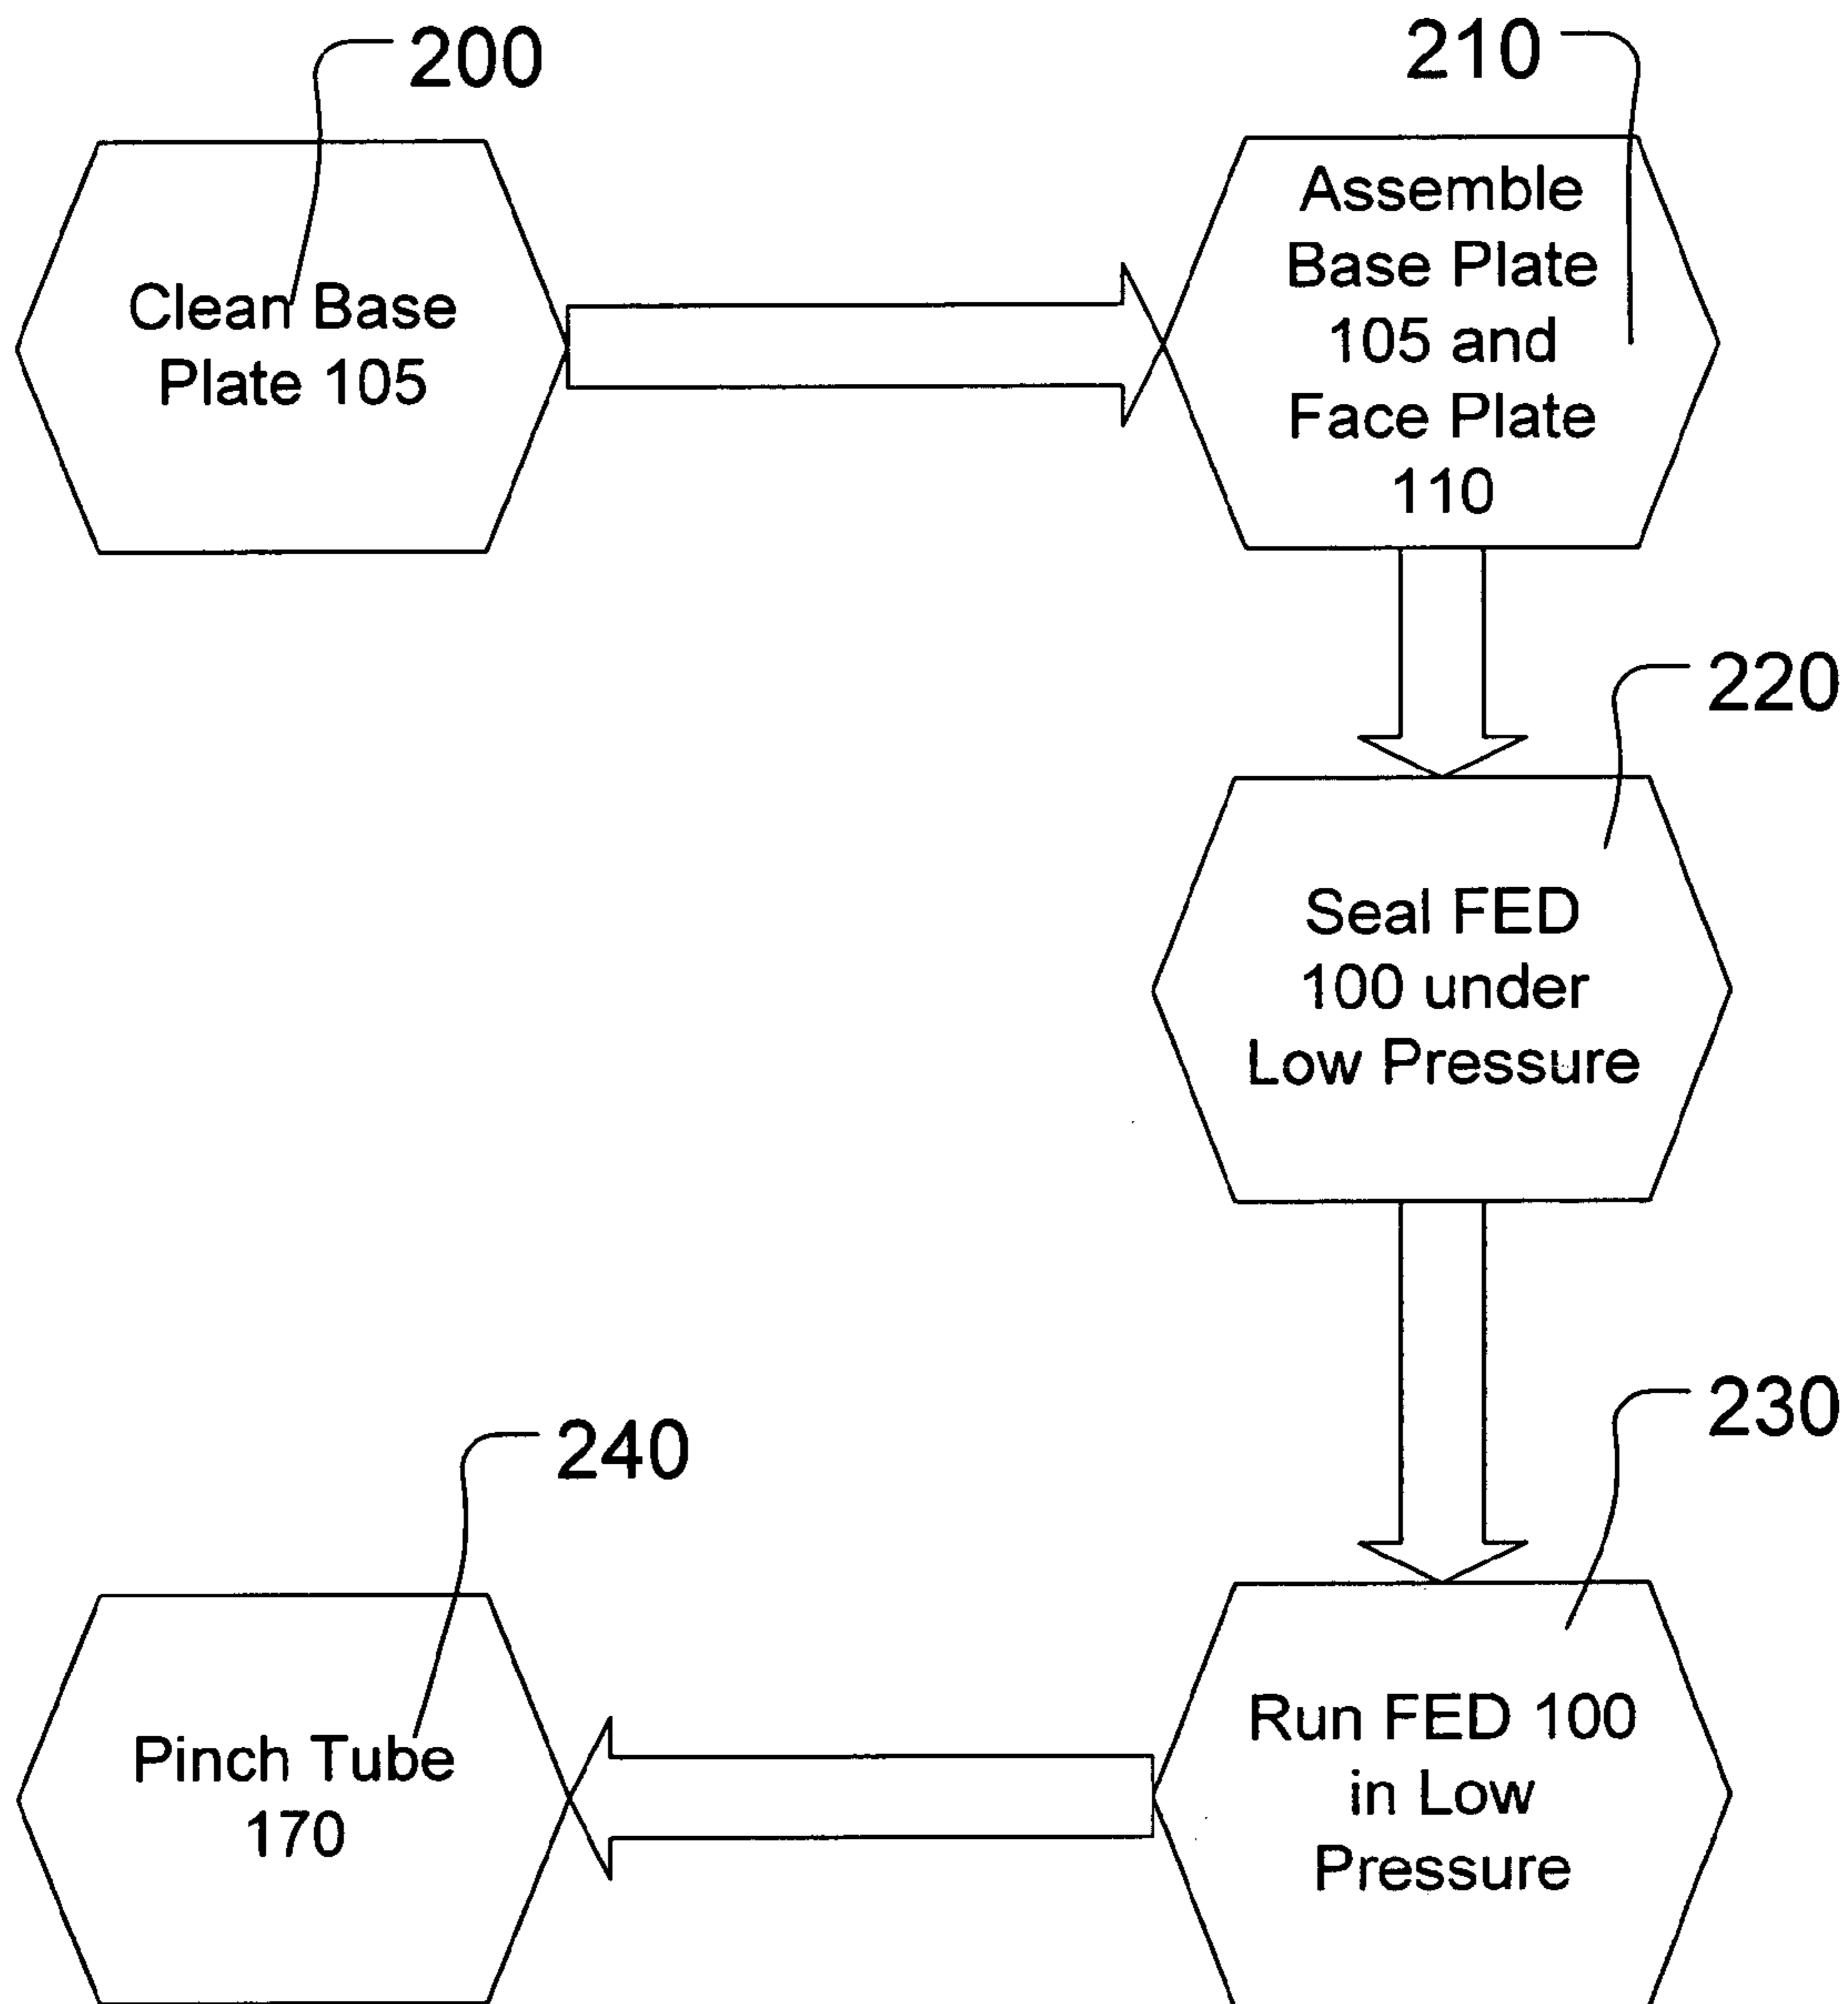 200
Clean Base
Plate 105
210
Assemble
Base Plate
105 and
Face Plate
110
220
Seal FED
100 under
Low Pressure
230
Run FED 100
in Low
Pressure
240
Pinch Tube
170